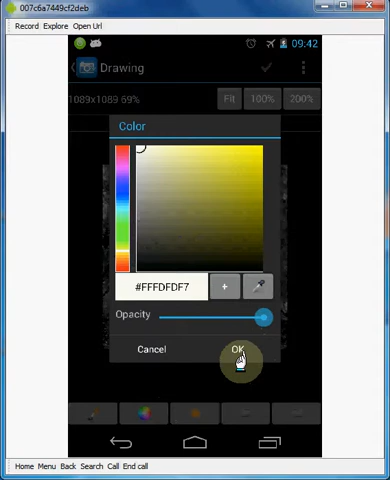 007c6a7449cf2deb
Record Explore Open Url
09:42
Drawing
1089x1089 69%
Fit 100% 200%
Color
#FFFDFDF7
+
Opacity
Cancel OK
Home Menu Back Search Call End call